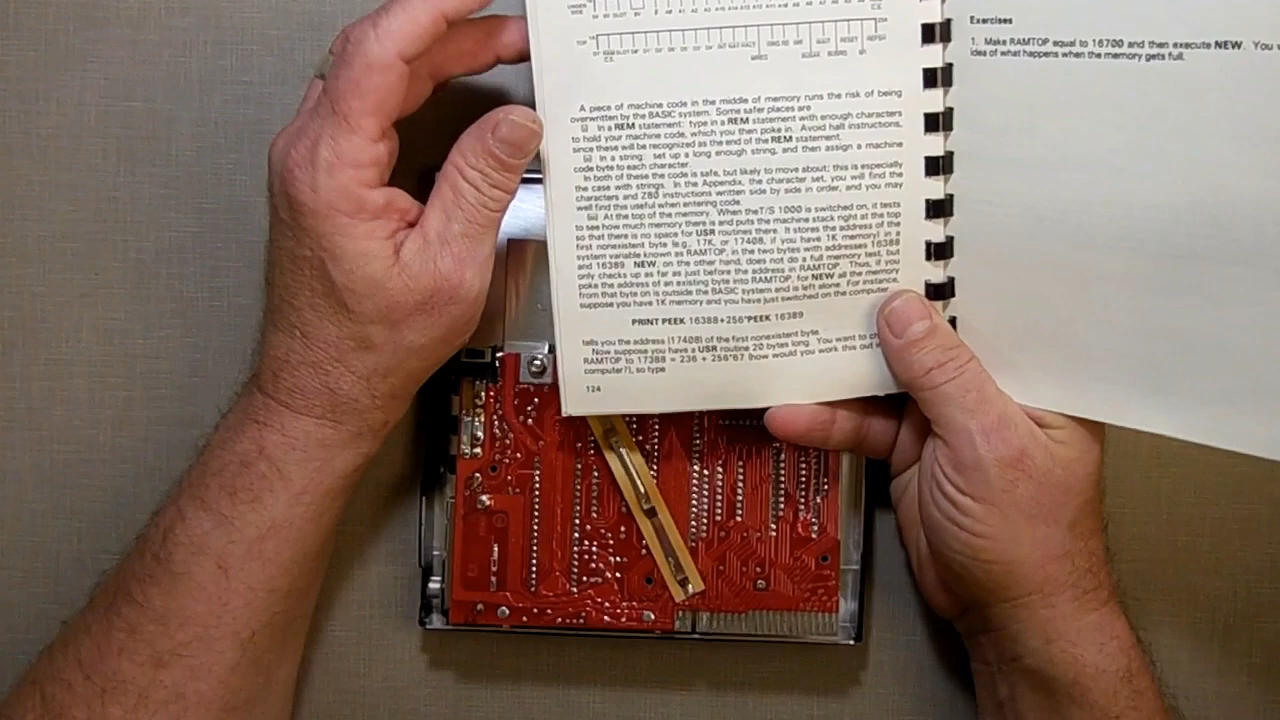 UNDER
SIDE
TOP
A piece of machine code in the middle of memory runs the risk of being
overwritten by the BASIC system. Some safer places are
(i) In a REM statement: type in a REM statement with enough characters
to hold your machine code, which you then poke in. Avoid halt instructions,
since these will be recognized as the end of the REM statement.
(ii) In a string: set up a long enough string, and then assign a machine
code byte to each character.
In both of these the code is safe, but likely to move about; this is especially
the case with strings. In the Appendix, the character set, you will find the
characters and Z80 instructions written side by side in order, and you may
well find this useful when entering code.
(iii) At the top of the memory. When the T/S 1000 is switched on, it tests
to see how much memory there is and puts the machine stack right at the top
so that there is no space for USR routines there. It stores the address of the
first nonexistent byte (e.g., 17K, or 17408, if you have 1K memory) in a
system variable known as RAMTOP, in the two bytes with addresses 16388
and 16389. NEW, on the other hand, does not do a full memory test, but
only checks up as far as just before the address in RAMTOP. Thus, if you
poke the address of an existing byte into RAMTOP, for NEW all the memory
from that byte on is outside the BASIC system and is left alone. For instance,
suppose you have 1K memory and you have just switched on the computer.
PRINT PEEK 16388+256*PEEK 16389
tells you the address (17408) of the first nonexistent byte.
Now suppose you have a USR routine 20 bytes long. You want to
RAMTOP to 17388 = 236 + 256*67 (how would you work this out
computer?), so type
124
Exercises
1. Make RAMTOP equal to 16700 and then execute NEW. You
idea of what happens when the memory gets full.